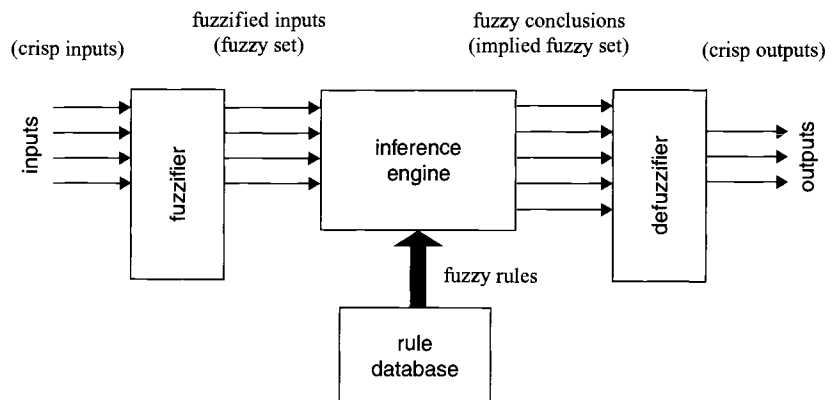 fuzzified inputs
(fuzzy set)
fuzzy conclusions
(implied fuzzy set)
(crisp inputs)
(crisp outputs)
inputs
fuzzifier
inference
engine
defuzzifier
outputs
fuzzy rules
rule
database